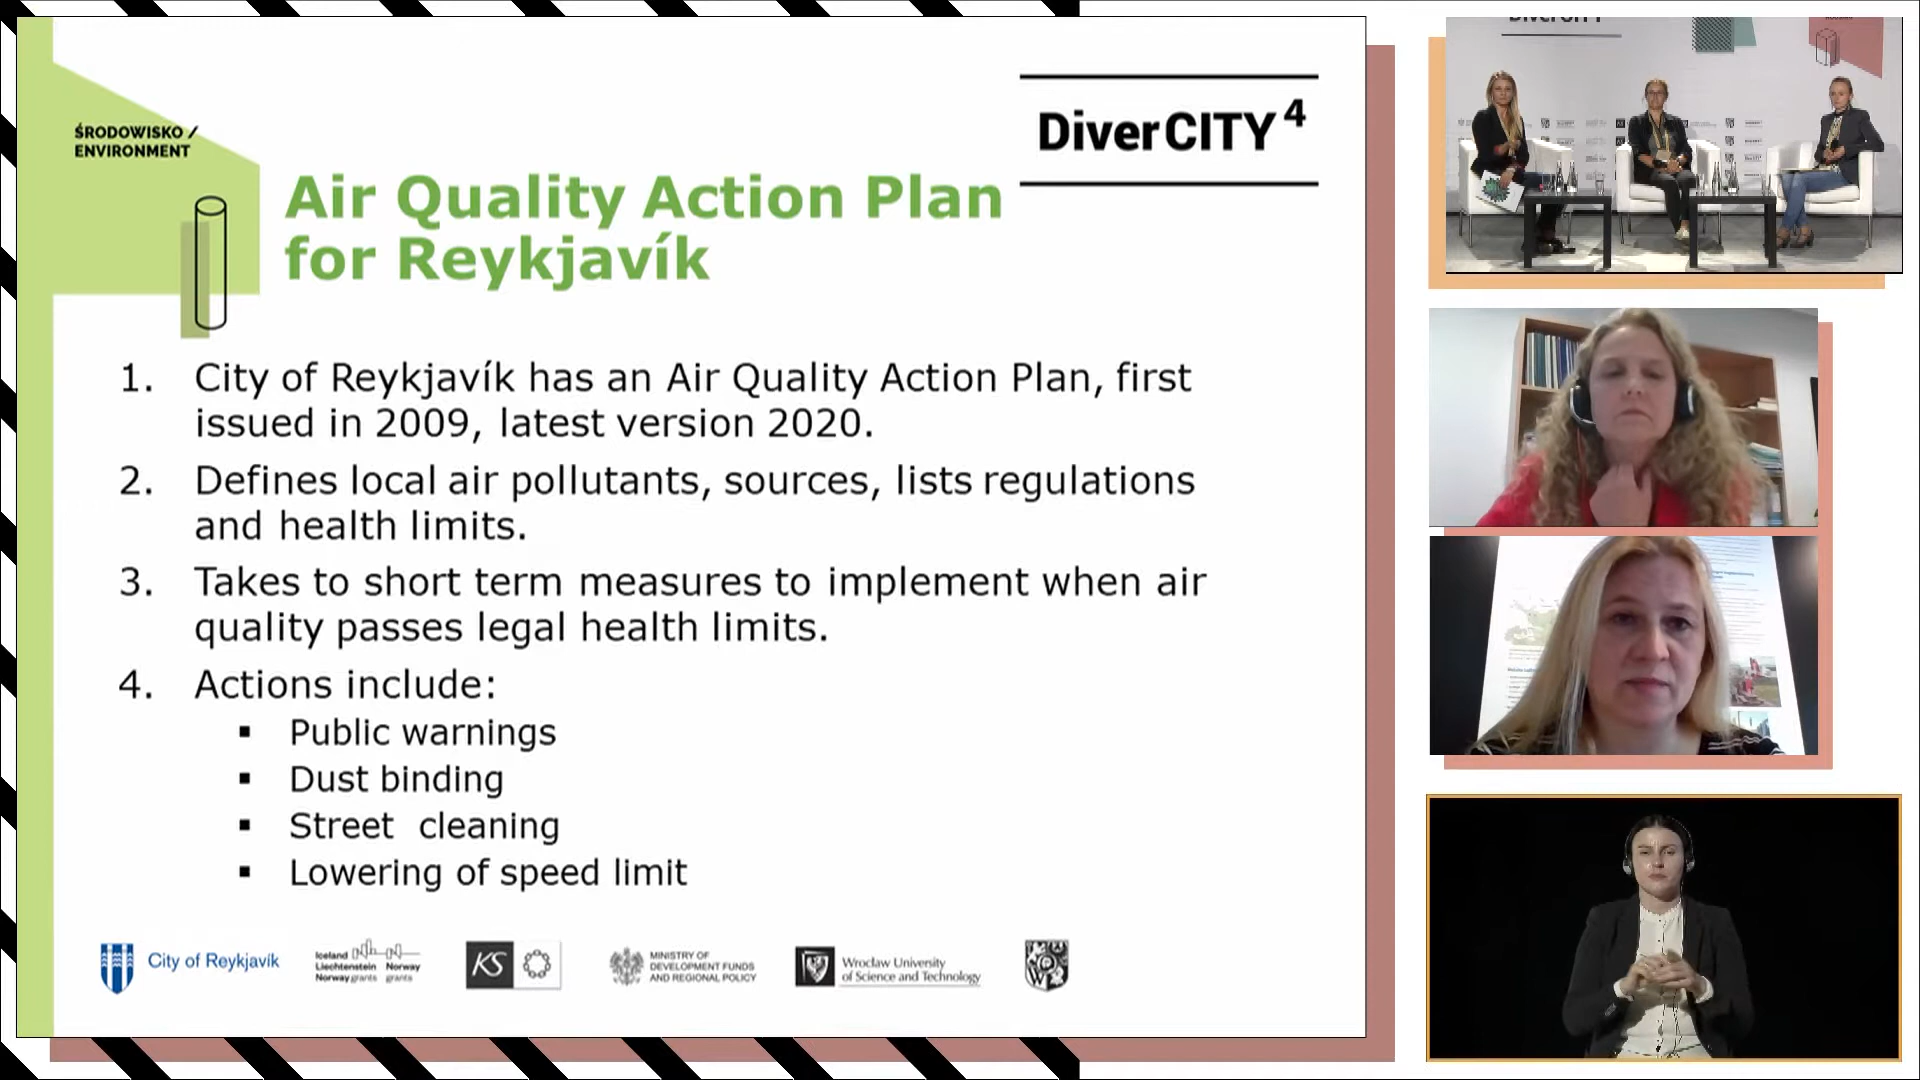 ŚRODOWISKO /
ENVIRONMENT
DiverCITY⁴
Air Quality Action Plan
for Reykjavík
1. City of Reykjavík has an Air Quality Action Plan, first
issued in 2009, latest version 2020.
2. Defines local air pollutants, sources, lists regulations
and health limits.
3. Takes to short term measures to implement when air
quality passes legal health limits.
4. Actions include:
▪ Public warnings
▪ Dust binding
▪ Street cleaning
▪ Lowering of speed limit
City of Reykjavík
Iceland
Liechtenstein Norway
Norway grants grants
KS
MINISTRY OF
DEVELOPMENT FUNDS
AND REGIONAL POLICY
Wrocław University
of Science and Technology
W